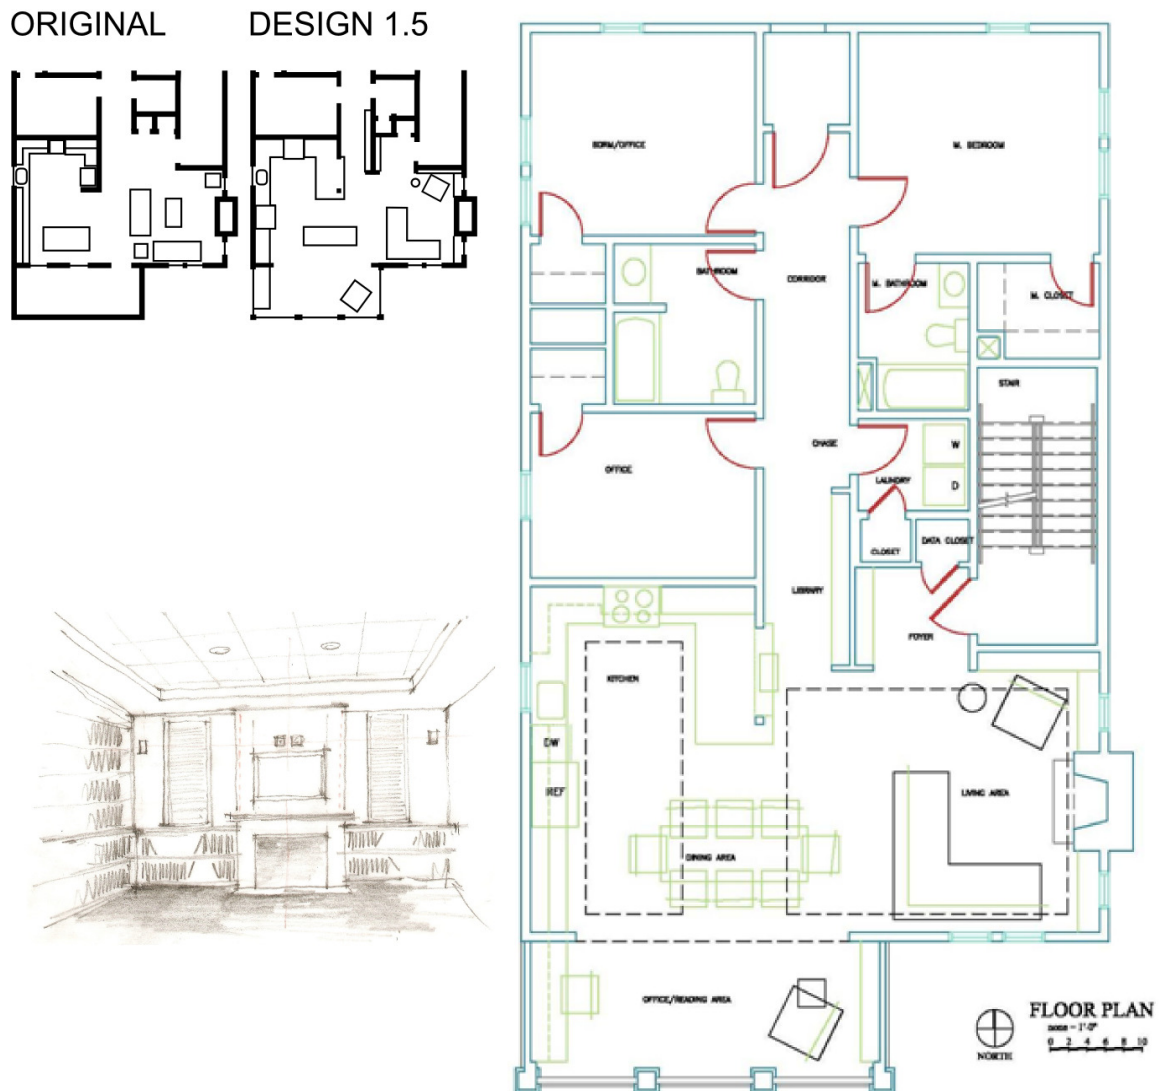 ORIGINAL
DESIGN 1.5
BDRM/OFFICE
M. BEDROOM
BATHROOM
CORRIDOR
M. BATHROOM
M. CLOSET
STAIR
CHASE
W
OFFICE
LAUNDRY
D
DATA CLOSET
CLOSET
LIBRARY
FOYER
KITCHEN
DW
REF
LIVING AREA
DINING AREA
OFFICE/READING AREA
FLOOR PLAN
NORTH
0 2 4 6 8 10